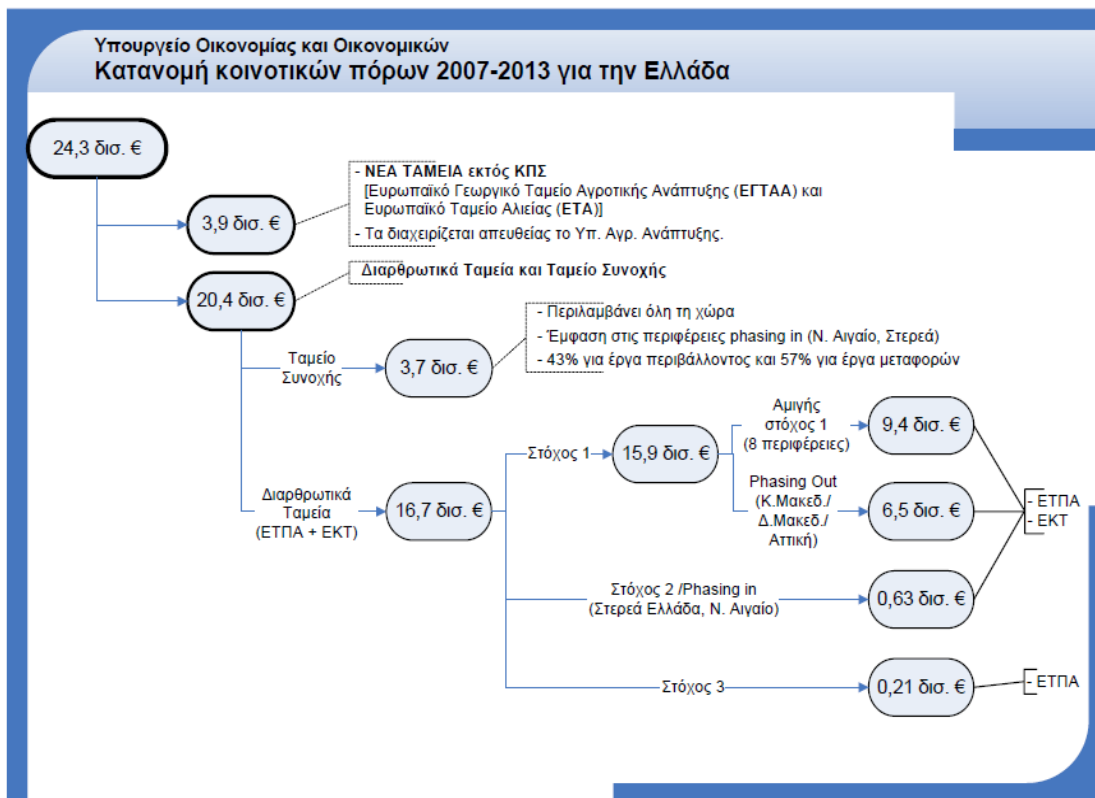 Υπουργείο Οικονομίας και Οικονομικών
Κατανομή κοινοτικών πόρων 2007-2013 για την Ελλάδα
24,3 δισ. €
3,9 δισ. €
- ΝΕΑ ΤΑΜΕΙΑ εκτός ΚΠΣ
[Ευρωπαϊκό Γεωργικό Ταμείο Αγροτικής Ανάπτυξης (ΕΓΤΑΑ) και
Ευρωπαϊκό Ταμείο Αλιείας (ΕΤΑ)]
- Τα διαχειρίζεται απευθείας το Υπ. Αγρ. Ανάπτυξης.
20,4 δισ. €
Διαρθρωτικά Ταμεία και Ταμείο Συνοχής
Ταμείο
Συνοχής
3,7 δισ. €
- Περιλαμβάνει όλη τη χώρα
- Έμφαση στις περιφέρειες phasing in (Ν. Αιγαίο, Στερεά)
- 43% για έργα περιβάλλοντος και 57% για έργα μεταφορών
Διαρθρωτικά
Ταμεία
(ΕΤΠΑ + ΕΚΤ)
16,7 δισ. €
Στόχος 1
15,9 δισ. €
Αμιγής
στόχος 1
(8 περιφέρειες)
9,4 δισ. €
Phasing Out
(Κ.Μακεδ./
Δ.Μακεδ./
Αττική)
6,5 δισ. €
- ΕΤΠΑ
- ΕΚΤ
Στόχος 2 /Phasing in
(Στερεά Ελλάδα, Ν. Αιγαίο)
0,63 δισ. €
Στόχος 3
0,21 δισ. €
- ΕΤΠΑ